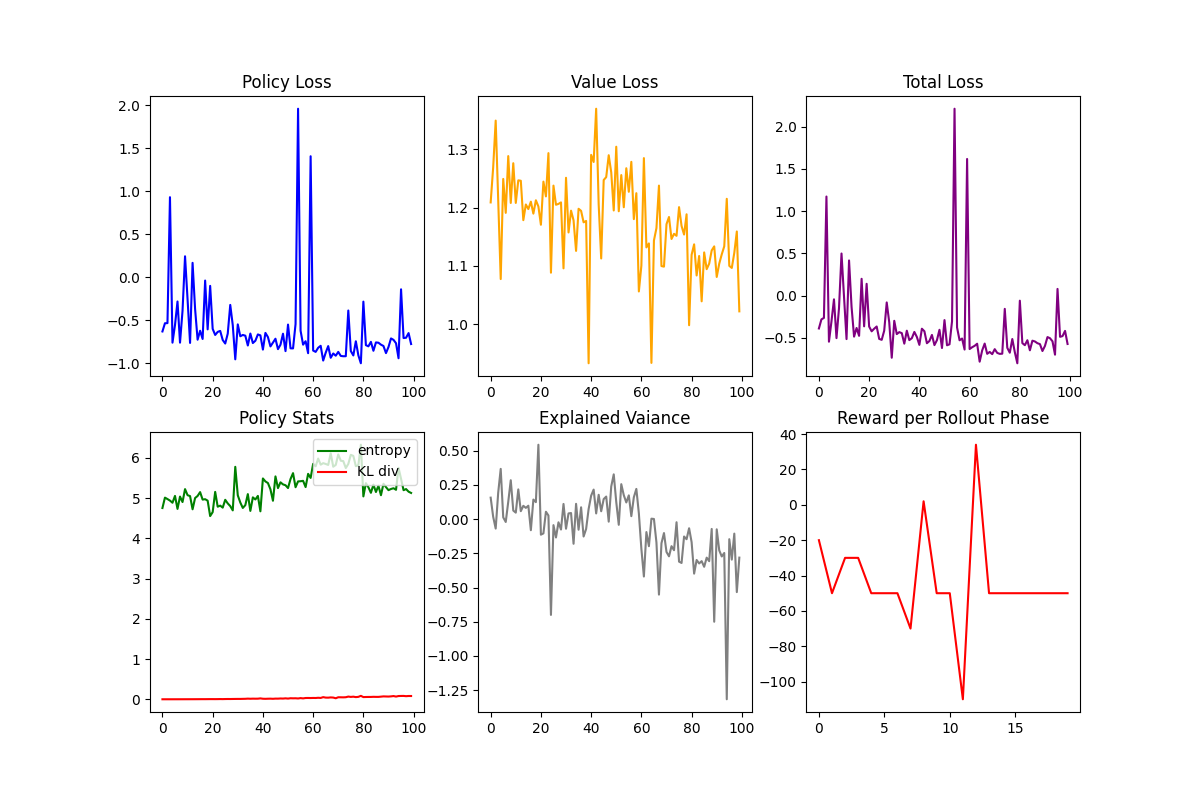 Policy Loss
2.0
1.5
1.0
0.5
0.0
−0.5
−1.0
0 20 40 60 80 100
Value Loss
1.3
1.2
1.1
1.0
0 20 40 60 80 100
Total Loss
2.0
1.5
1.0
0.5
0.0
−0.5
0 20 40 60 80 100
Policy Stats
entropy
KL div
6
5
4
3
2
1
0
0 20 40 60 80 100
Explained Vaiance
0.50
0.25
0.00
−0.25
−0.50
−0.75
−1.00
−1.25
0 20 40 60 80 100
Reward per Rollout Phase
40
20
0
−20
−40
−60
−80
−100
0 5 10 15